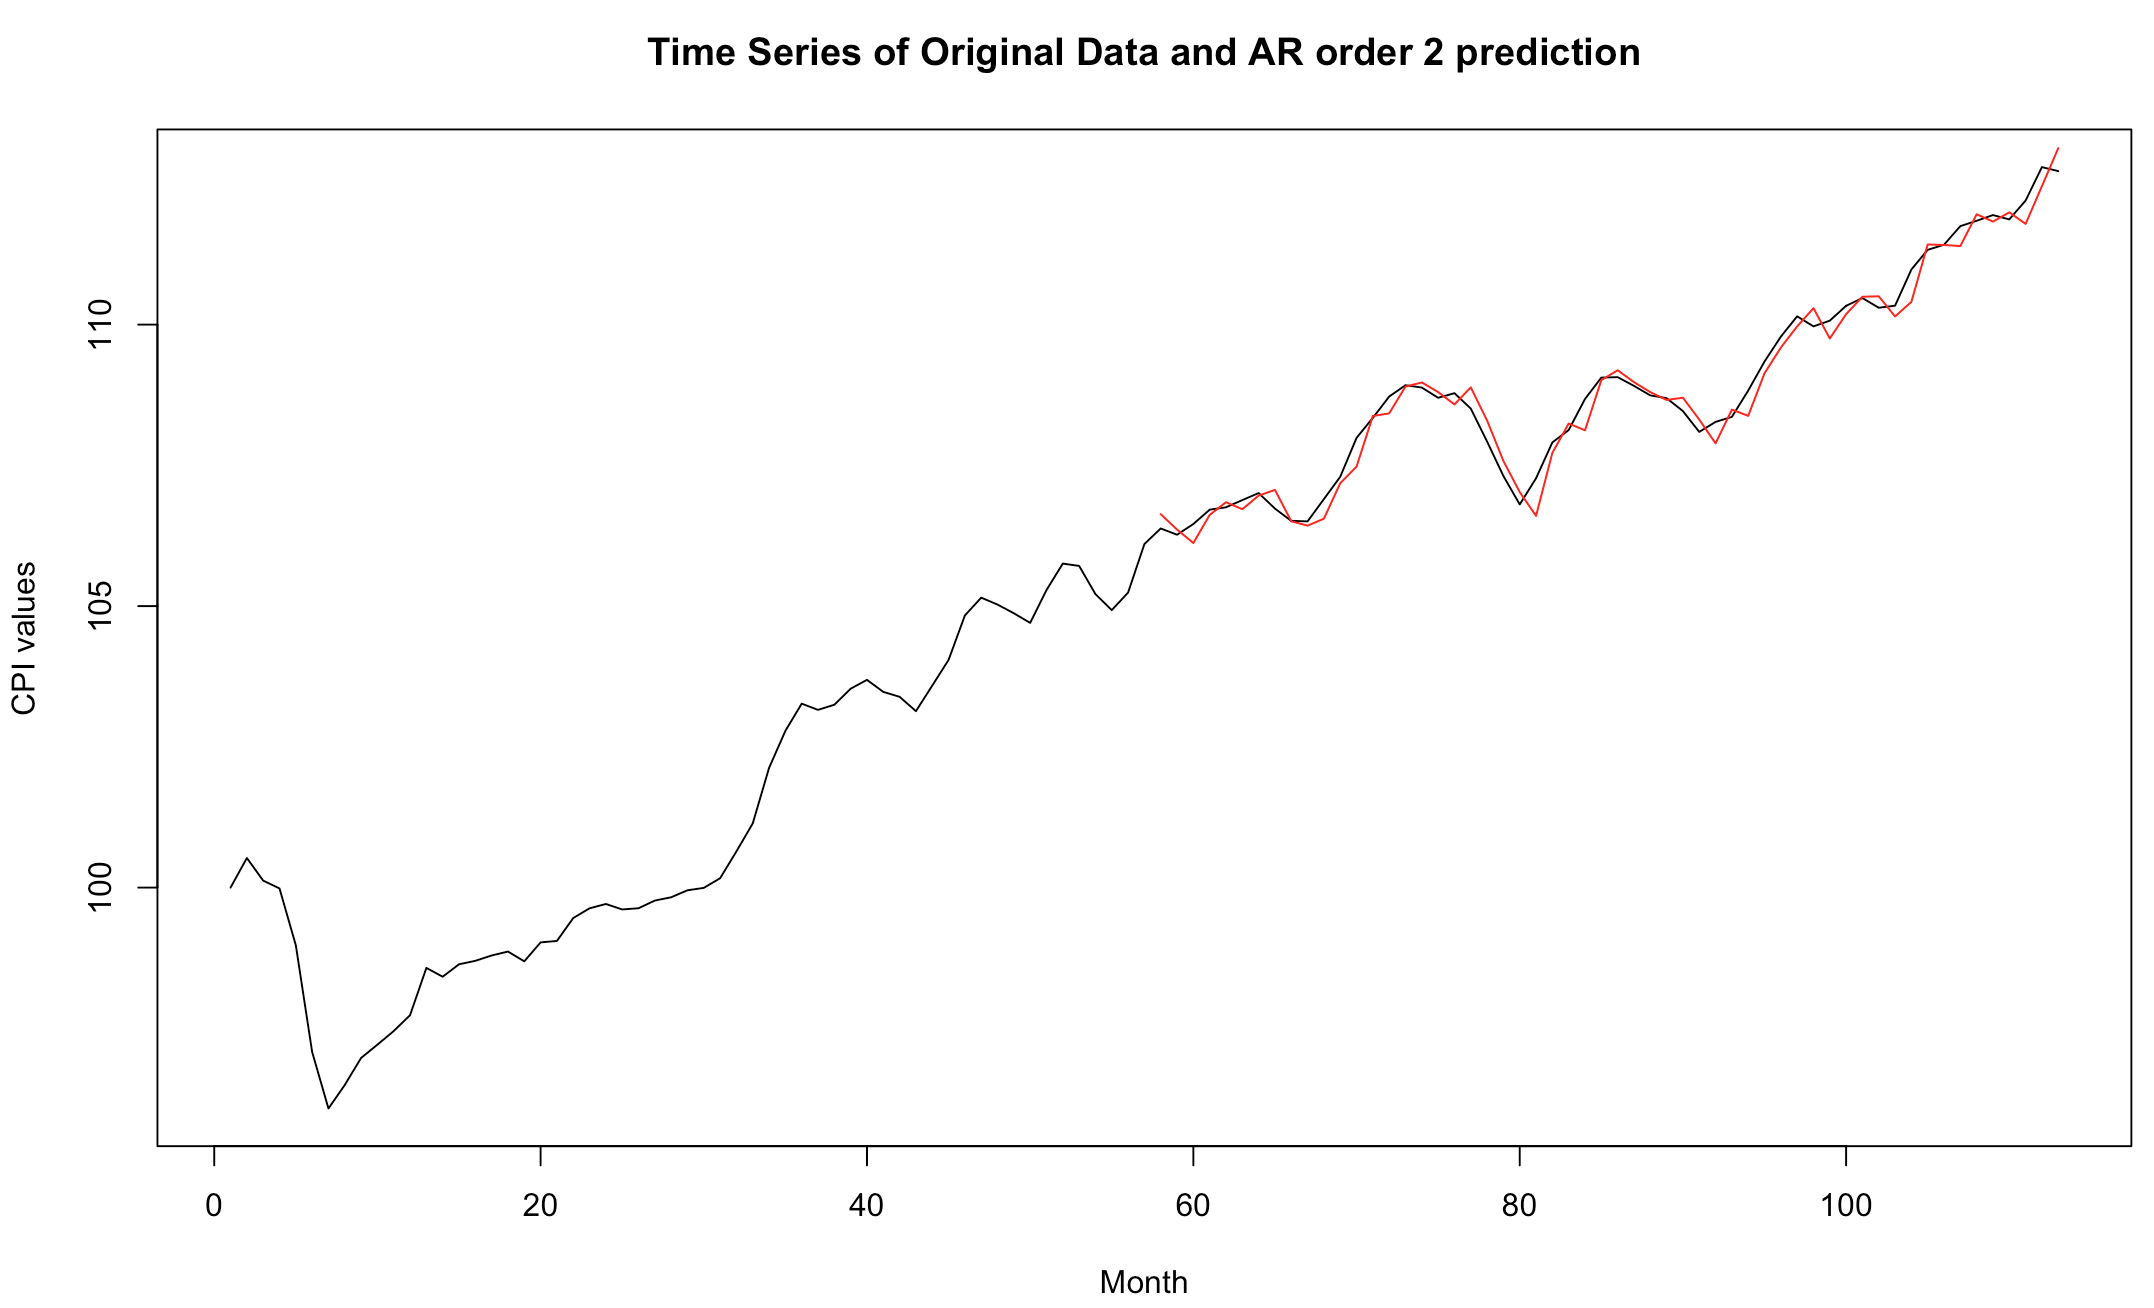 Time Series of Original Data and AR order 2 prediction
CPI values
110
105
100
0 20 40 60 80 100
Month